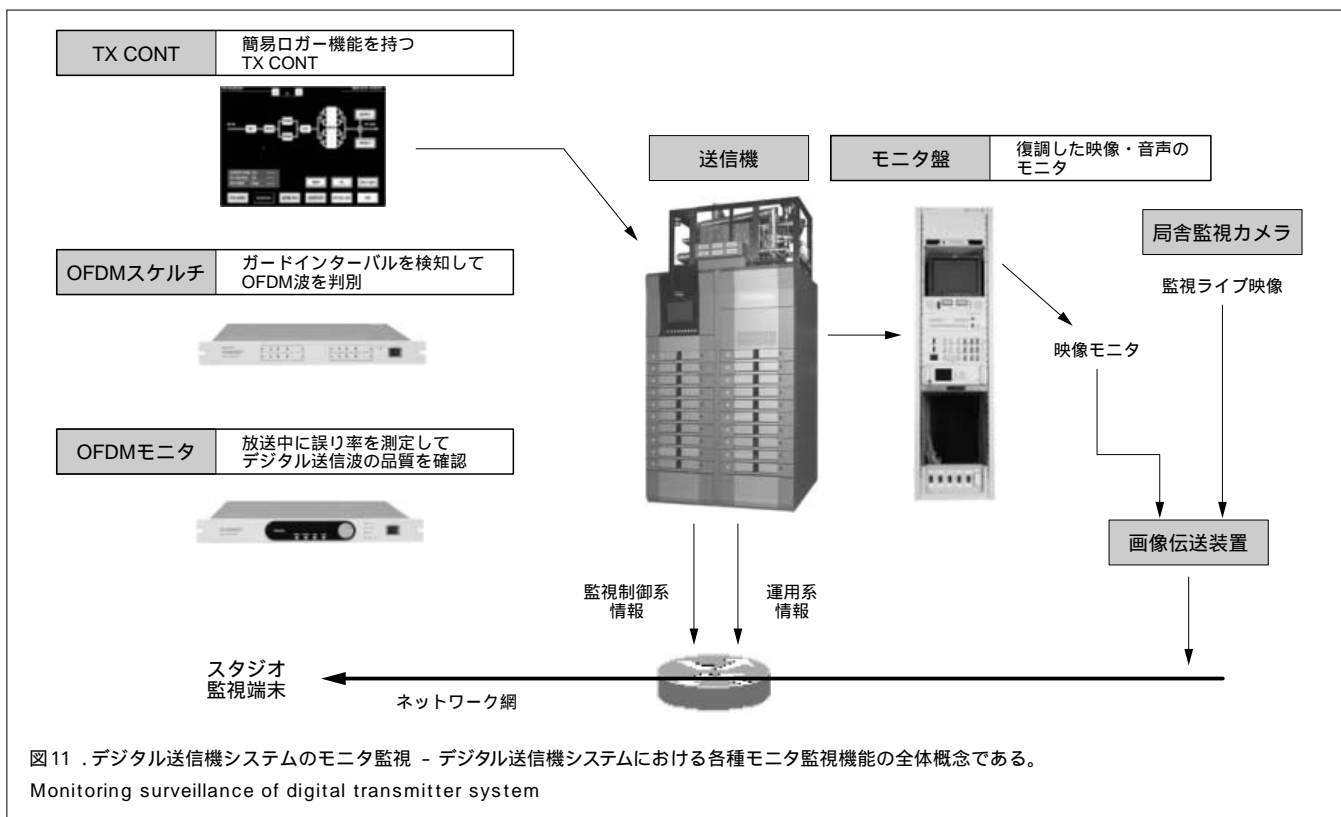 TX CONT
簡易ロガー機能を持つ
TX CONT
送信機
モニタ盤
復調した映像・音声の
モニタ
局舎監視カメラ
監視ライブ映像
OFDMスケルチ
ガードインターバルを検知して
OFDM波を判別
映像モニタ
OFDMモニタ
放送中に誤り率を測定して
デジタル送信波の品質を確認
画像伝送装置
監視制御系
情報
運用系
情報
スタジオ
監視端末
ネットワーク網
図11 .デジタル送信機システムのモニタ監視 - デジタル送信機システムにおける各種モニタ監視機能の全体概念である。
Monitoring surveillance of digital transmitter system